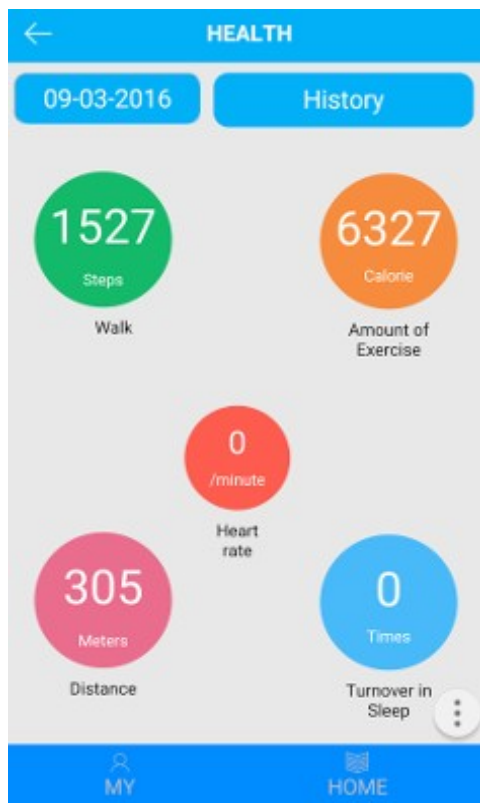 HEALTH
09-03-2016
History
1527
Steps
Walk
6327
Calorie
Amount of
Exercise
0
/minute
Heart
rate
305
Meters
Distance
0
Times
Turnover in
Sleep
MY
HOME